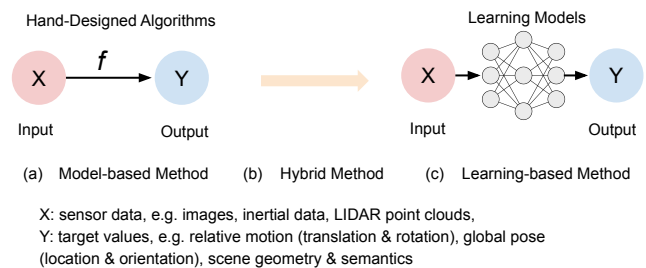 Hand-Designed Algorithms
Learning Models
X
f
Y
X
Y
Input
Output
Input
Output
(a) Model-based Method
(b) Hybrid Method
(c) Learning-based Method
X: sensor data, e.g. images, inertial data, LIDAR point clouds,
Y: target values, e.g. relative motion (translation & rotation), global pose
(location & orientation), scene geometry & semantics